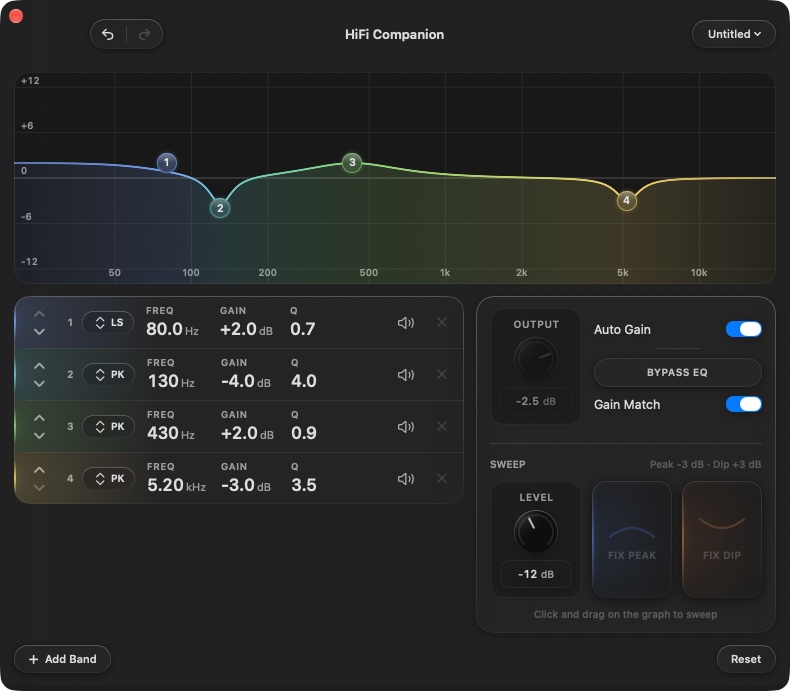 HiFi Companion
Untitled
+12
+6
0
-6
-12
1
2
3
4
50 100 200 500 1k 2k 5k 10k
1 LS FREQ 80.0 Hz GAIN +2.0 dB Q 0.7
2 PK FREQ 130 Hz GAIN -4.0 dB Q 4.0
3 PK FREQ 430 Hz GAIN +2.0 dB Q 0.9
4 PK FREQ 5.20 kHz GAIN -3.0 dB Q 3.5
OUTPUT
-2.5 dB
Auto Gain
BYPASS EQ
Gain Match
SWEEP Peak -3 dB · Dip +3 dB
LEVEL
-12 dB
FIX PEAK
FIX DIP
Click and drag on the graph to sweep
+ Add Band
Reset